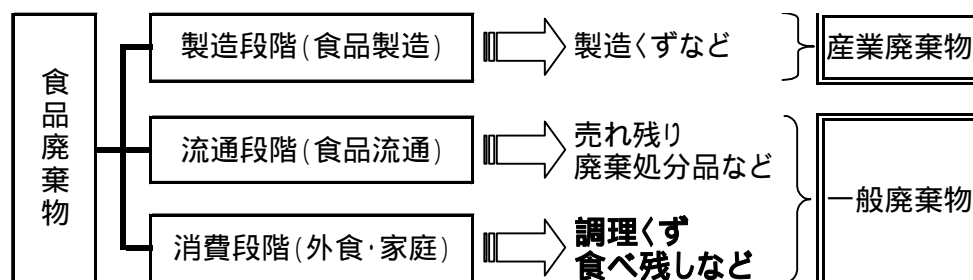 食品廃棄物
製造段階(食品製造)
製造くずなど
産業廃棄物
流通段階(食品流通)
売れ残り
廃棄処分品など
一般廃棄物
消費段階(外食・家庭)
調理くず
食べ残しなど